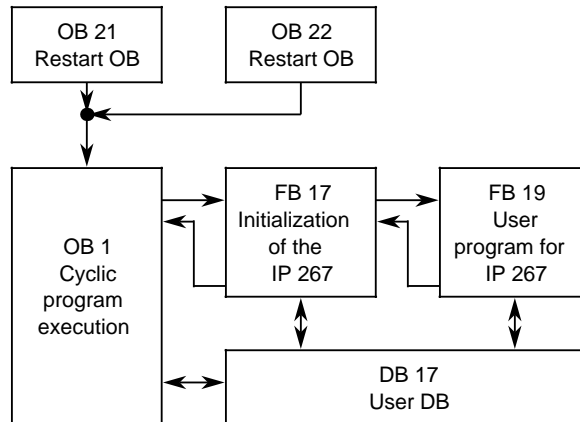 OB 21
Restart OB
OB 22
Restart OB
OB 1
Cyclic
program
execution
FB 17
Initialization
of the
IP 267
FB 19
User
program for
IP 267
DB 17
User DB